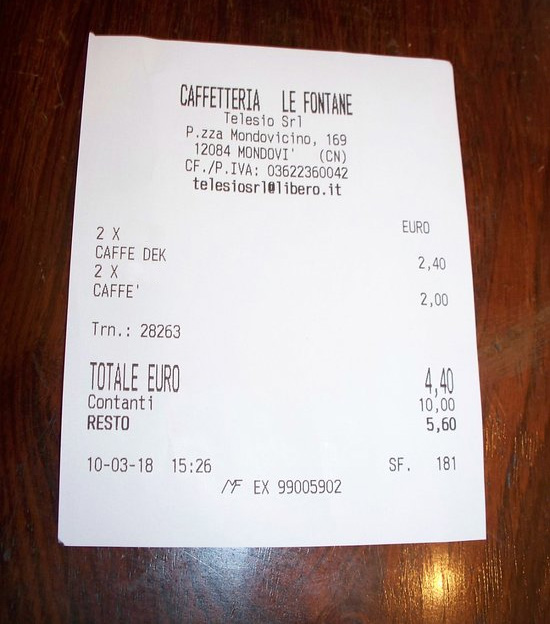 CAFFETTERIA LE FONTANE
Telesio Srl
P.zza Mondovicino, 169
12084 MONDOVI' (CN)
CF./P.IVA: 03622360042
telesiosrl@libero.it
EURO
2 X
CAFFE DEK 2,40
2 X
CAFFE' 2,00
Trn.: 28263
TOTALE EURO 4,40
Contanti 10,00
RESTO 5,60
10-03-18 15:26 SF. 181
MF EX 99005902